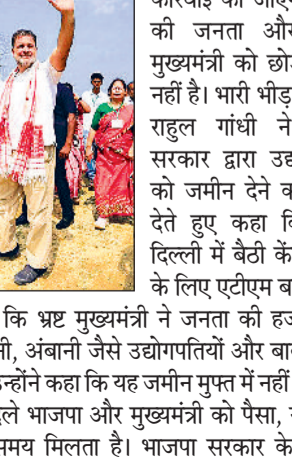 की जनता और
मुख्यमंत्री को
नहीं है। भारी भीड़
राहुल गांधी ने
सरकार द्वारा
को जमीन देने
देते हुए कहा
दिल्ली में बैठी
के लिए एटीएम
कि भ्रष्ट मुख्यमंत्री ने जनता की
अंबानी जैसे उद्योगपतियों और
कहा कि यह जमीन मुफ्त में नहीं
भाजपा और मुख्यमंत्री को पैसा,
मिलता है। भाजपा सरकार के